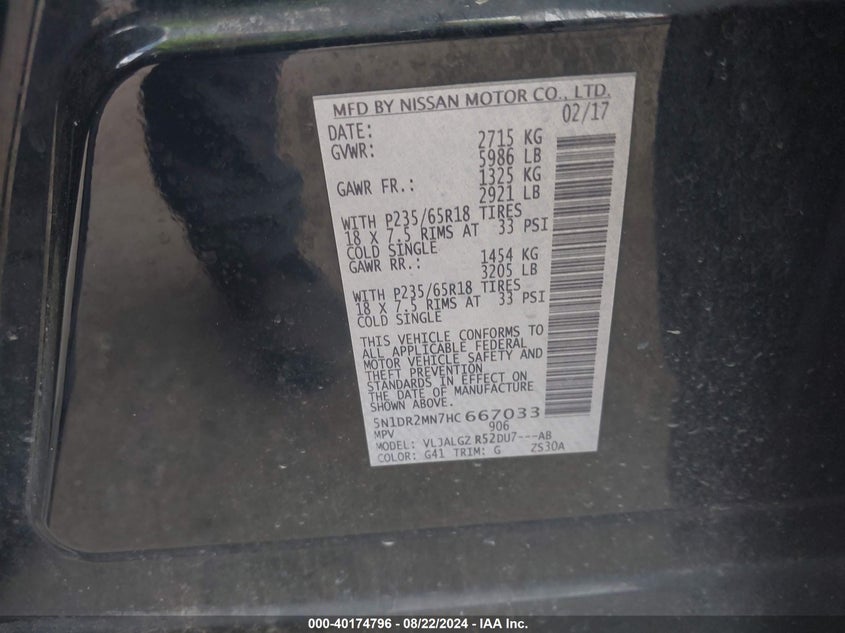 MFD BY NISSAN MOTOR CO., LTD.
DATE: 02/17
GVWR: 2715 KG
5986 LB
GAWR FR.: 1325 KG
2921 LB
WITH P235/65R18 TIRES
18 X 7.5 RIMS AT 33 PSI
COLD SINGLE
GAWR RR.: 1454 KG
3205 LB
WITH P235/65R18 TIRES
18 X 7.5 RIMS AT 33 PSI
COLD SINGLE
THIS VEHICLE CONFORMS TO
ALL APPLICABLE FEDERAL
MOTOR VEHICLE SAFETY AND
THEFT PREVENTION
STANDARDS IN EFFECT ON
THE DATE OF MANUFACTURE
SHOWN ABOVE.
5N1DR2MN7HC667033
MPV 906
MODEL: VLJALGZ R52DU7---AB
COLOR: G41 TRIM: G ZS30A
000-40174796 - 08/22/2024 - IAA Inc.